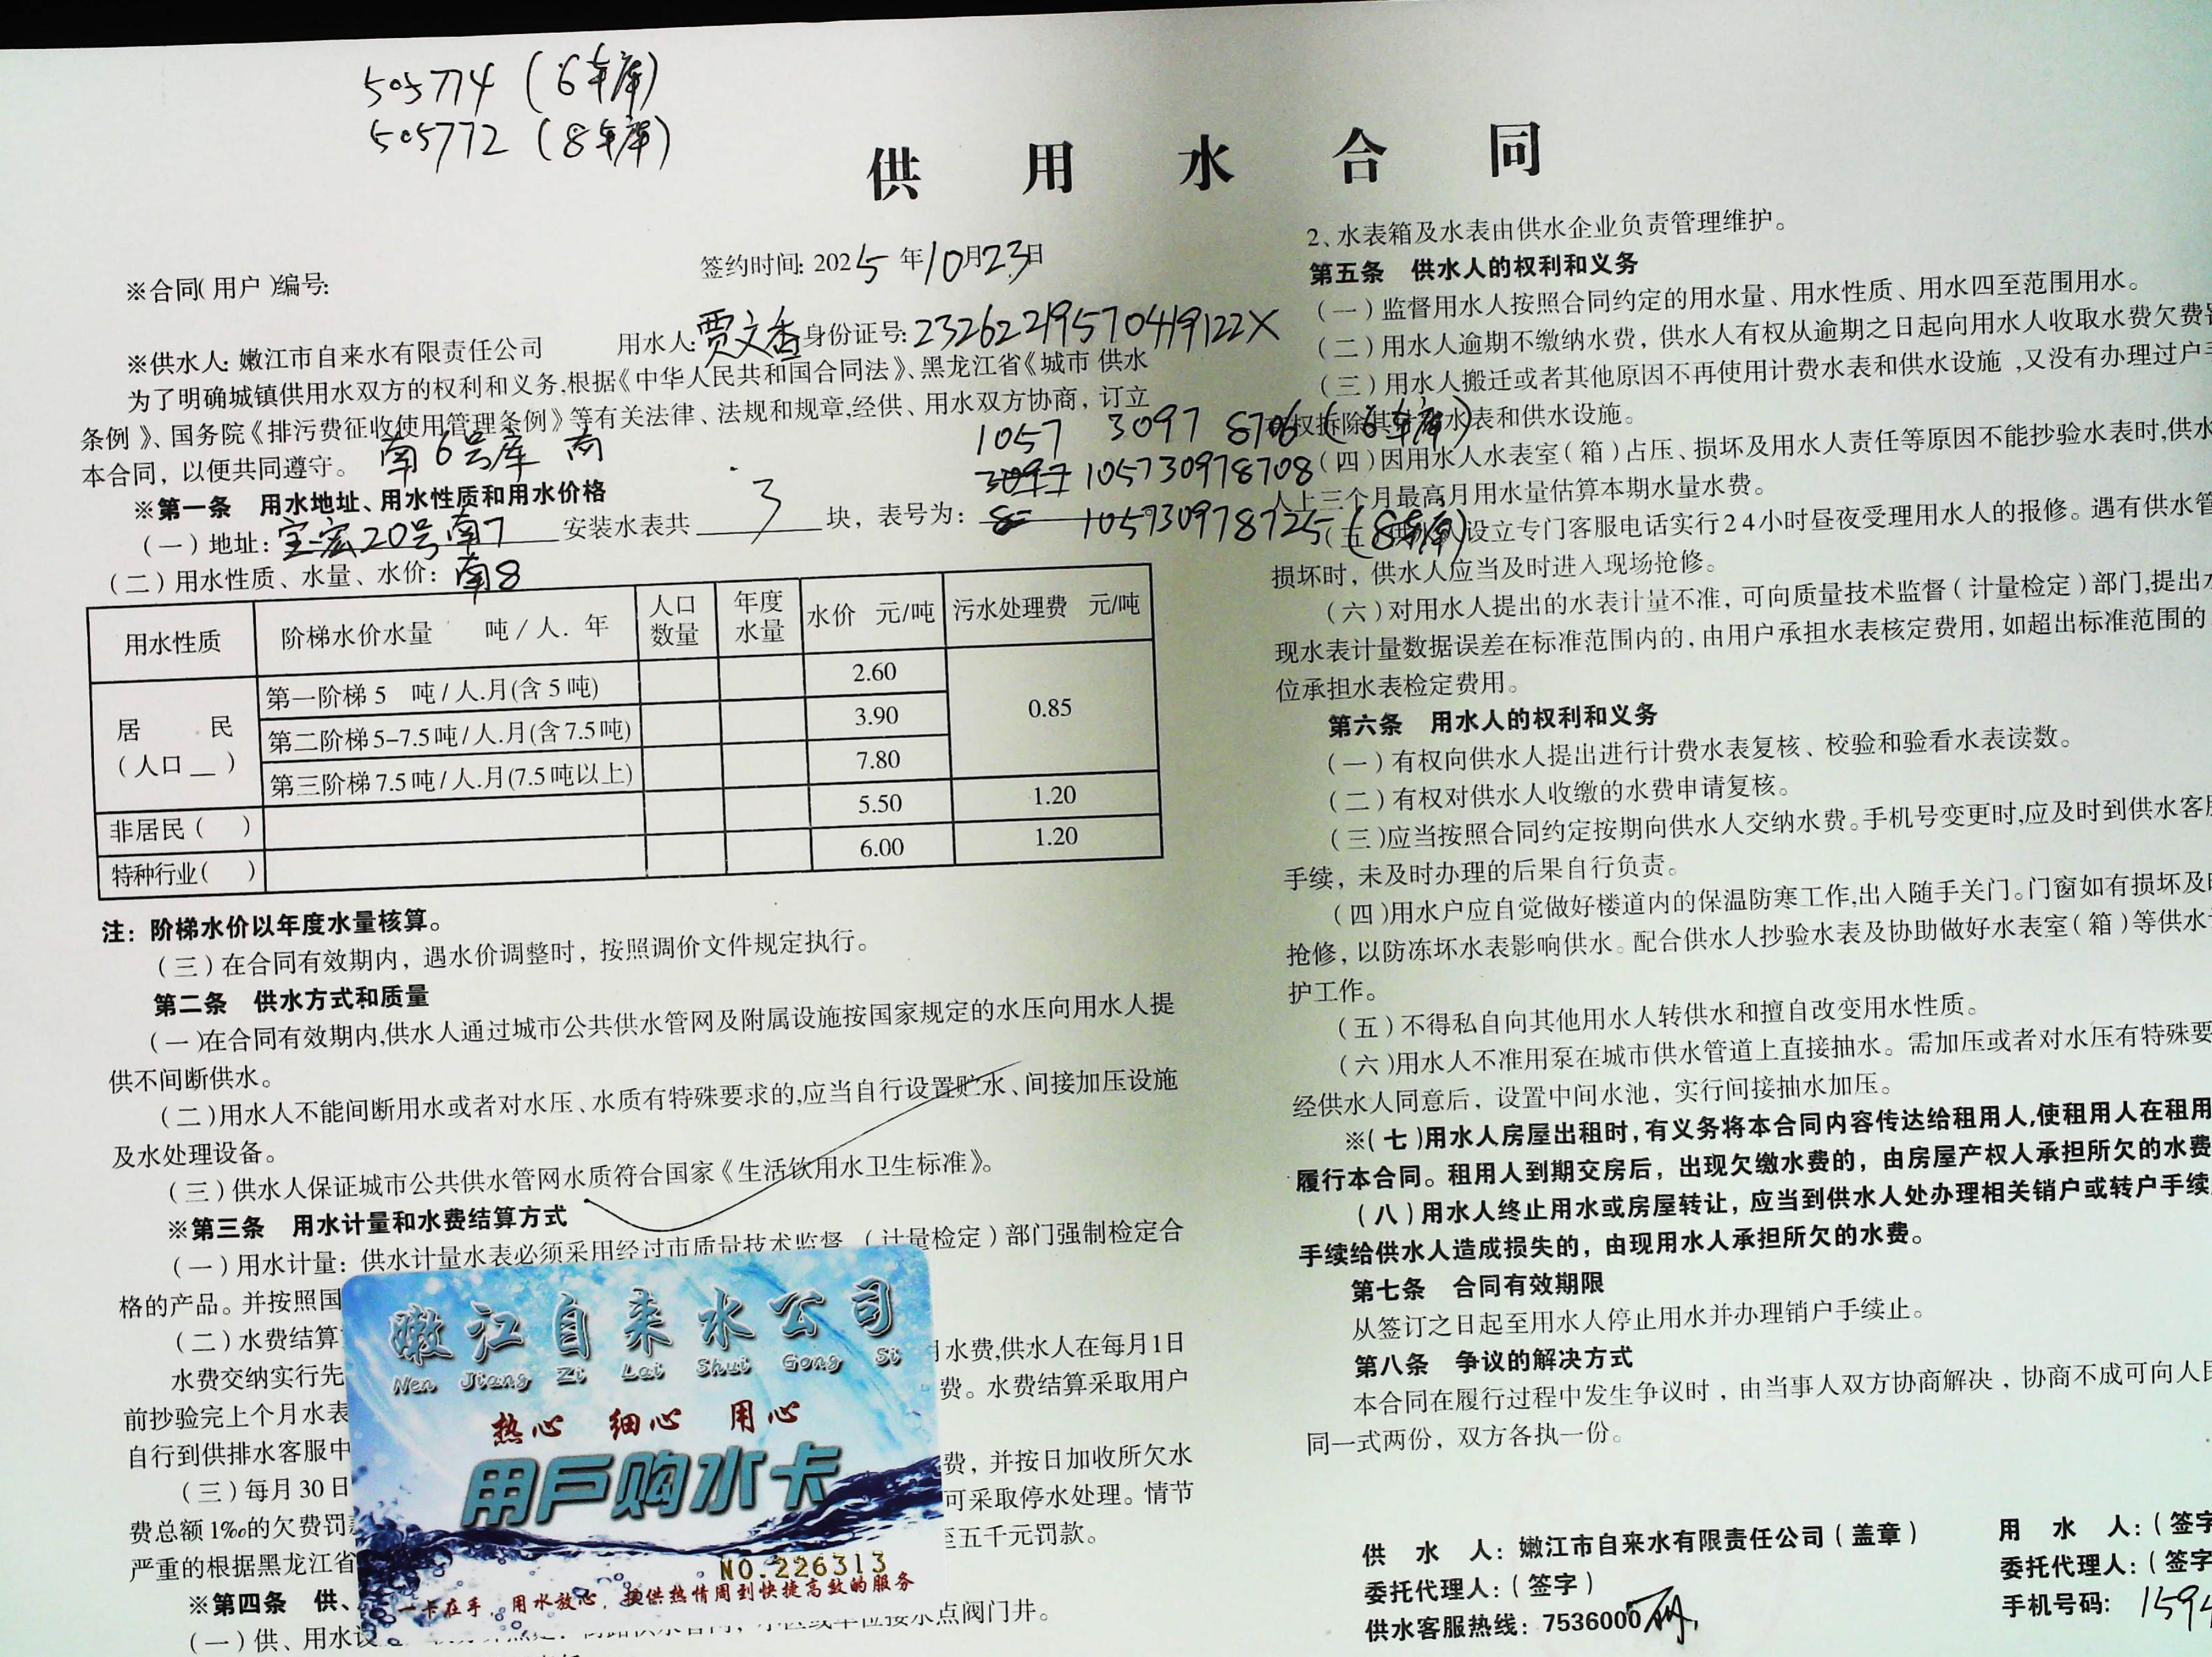 505774（6车库）
505772（8车库）
供用水合同
签约时间: 2025年10月23日
※合同(用户)编号:
※供水人: 嫩江市自来水有限责任公司 用水人: 贾文香 身份证号: 23262219570419122X
为了明确城镇供用水双方的权利和义务,根据《中华人民共和国合同法》、黑龙江省《城市 供水
条例》、国务院《排污费征收使用管理条例》等有关法律、法规和规章,经供、用水双方协商, 订立
本合同, 以便共同遵守。 南6号库 商
1057 3097 8706（6车库）
※第一条 用水地址、用水性质和用水价格
105730978708
（一）地址: 宝宏20号南7 安装水表共 3 块, 表号为: 105730978725（8车库）
（二）用水性质、水量、水价: 南8
用水性质 阶梯水价水量 吨/人.年 人口数量 年度水量 水价 元/吨 污水处理费 元/吨
居民（人口__） 第一阶梯5 吨/人.月(含5吨) 2.60 0.85
第二阶梯5-7.5吨/人.月(含7.5吨) 3.90
第三阶梯7.5吨/人.月(7.5吨以上) 7.80
非居民( ) 5.50 1.20
特种行业( ) 6.00 1.20
注: 阶梯水价以年度水量核算。
（三）在合同有效期内, 遇水价调整时, 按照调价文件规定执行。
第二条 供水方式和质量
（一)在合同有效期内,供水人通过城市公共供水管网及附属设施按国家规定的水压向用水人提
供不间断供水。
（二)用水人不能间断用水或者对水压、水质有特殊要求的,应当自行设置贮水、间接加压设施
及水处理设备。
（三)供水人保证城市公共供水管网水质符合国家《生活饮用水卫生标准》。
※第三条 用水计量和水费结算方式
（一)用水计量: 供水计量水表必须采用经过市质量技术监督 (计量检定)部门强制检定合
格的产品。并按照国
（二)水费结算
水费交纳实行先 水费,供水人在每月1日
前抄验完上个月水表 费。水费结算采取用户
自行到供排水客服中
（三)每月30日 费, 并按日加收所欠水
费总额1‰的欠费罚 可采取停水处理。情节
严重的根据黑龙江省 至五千元罚款。
※第四条 供、
（一)供、用水 点阀门井。
嫩江自来水公司
Nen Jiang Zi Lai Shui Gong Si
热心 细心 用心
用户购水卡
NO.226313
一卡在手, 用水放心, 提供热情周到快捷高效的服务
2、水表箱及水表由供水企业负责管理维护。
第五条 供水人的权利和义务
（一)监督用水人按照合同约定的用水量、用水性质、用水四至范围用水。
（二)用水人逾期不缴纳水费, 供水人有权从逾期之日起向用水人收取水费欠费
（三)用水人搬迁或者其他原因不再使用计费水表和供水设施 ,又没有办理过户
权拆除其 水表和供水设施。
（四)因用水人水表室(箱)占压、损坏及用水人责任等原因不能抄验水表时,供水
人上三个月最高月用水量估算本期水量水费。
（五) 设立专门客服电话实行24小时昼夜受理用水人的报修。遇有供水管
损坏时, 供水人应当及时进入现场抢修。
（六)对用水人提出的水表计量不准, 可向质量技术监督(计量检定)部门,提出
现水表计量数据误差在标准范围内的, 由用户承担水表核定费用, 如超出标准范围的
位承担水表检定费用。
第六条 用水人的权利和义务
（一)有权向供水人提出进行计费水表复核、校验和验看水表读数。
（二)有权对供水人收缴的水费申请复核。
（三)应当按照合同约定按期向供水人交纳水费。手机号变更时,应及时到供水客
手续, 未及时办理的后果自行负责。
（四)用水户应自觉做好楼道内的保温防寒工作,出入随手关门。门窗如有损坏及
抢修, 以防冻坏水表影响供水。配合供水人抄验水表及协助做好水表室(箱)等供水
护工作。
（五)不得私自向其他用水人转供水和擅自改变用水性质。
（六)用水人不准用泵在城市供水管道上直接抽水。需加压或者对水压有特殊要
经供水人同意后, 设置中间水池, 实行间接抽水加压。
※(七)用水人房屋出租时,有义务将本合同内容传达给租用人,使租用人在租用
履行本合同。租用人到期交房后, 出现欠缴水费的, 由房屋产权人承担所欠的水费
（八)用水人终止用水或房屋转让, 应当到供水人处办理相关销户或转户手续
手续给供水人造成损失的, 由现用水人承担所欠的水费。
第七条 合同有效期限
从签订之日起至用水人停止用水并办理销户手续止。
第八条 争议的解决方式
本合同在履行过程中发生争议时 , 由当事人双方协商解决 , 协商不成可向人民
同一式两份, 双方各执一份。
供 水 人: 嫩江市自来水有限责任公司(盖章)
委托代理人: (签字)
供水客服热线: 7536000
用 水 人: (签字
委托代理人: (签字
手机号码: 159